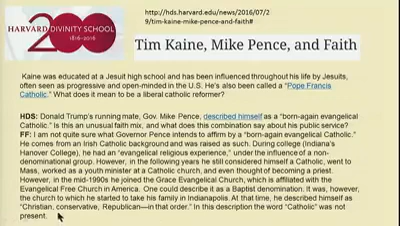 HARVARD DIVINITY SCHOOL
200
1816-2016
http://hds.harvard.edu/news/2016/07/2
9/tim-kaine-mike-pence-and-faith#
Tim Kaine, Mike Pence, and Faith
Kaine was educated at a Jesuit high school and has been influenced throughout his life by Jesuits,
often seen as progressive and open-minded in the U.S. He's also been called a "Pope Francis
Catholic." What does it mean to be a liberal catholic reformer?
HDS: Donald Trump's running mate, Gov. Mike Pence, described himself as a "born-again evangelical
Catholic." Is this an unusual faith mix, and what does this combination say about his public service?
FF: I am not quite sure what Governor Pence intends to affirm by a "born-again evangelical Catholic."
He comes from an Irish Catholic background and was raised as such. During college (Indiana's
Hanover College), he had an "evangelical religious experience," under the influence of a non-
denominational group. However, in the following years he still considered himself a Catholic, went to
Mass, worked as a youth minister at a Catholic church, and even thought of becoming a priest.
However, in the mid-1990s he joined the Grace Evangelical Church, which is affiliated with the
Evangelical Free Church in America. One could describe it as a Baptist denomination. It was, however,
the church to which he started to take his family in Indianapolis. At that time, he described himself as
"Christian, conservative, Republican—in that order." In this description the word "Catholic" was not
present.